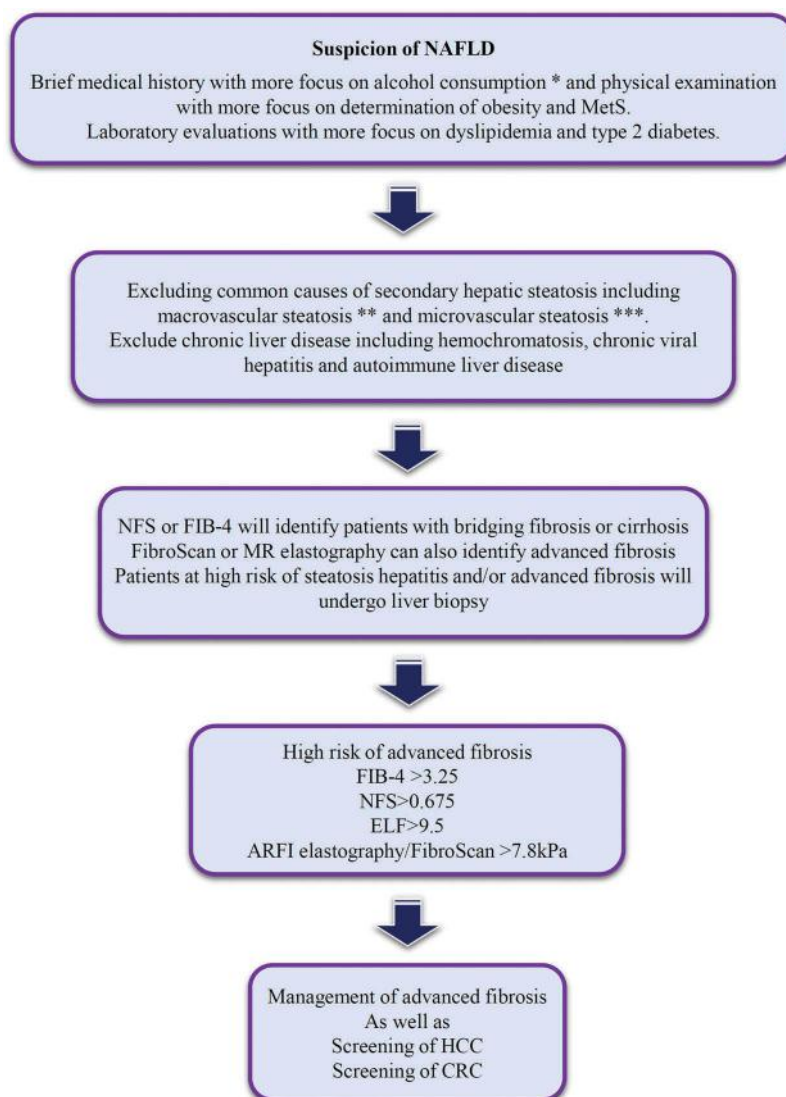 Suspicion of NAFLD
Brief medical history with more focus on alcohol consumption * and physical examination
with more focus on determination of obesity and MetS.
Laboratory evaluations with more focus on dyslipidemia and type 2 diabetes.
Excluding common causes of secondary hepatic steatosis including
macrovascular steatosis ** and microvascular steatosis ***.
Exclude chronic liver disease including hemochromatosis, chronic viral
hepatitis and autoimmune liver disease
NFS or FIB-4 will identify patients with bridging fibrosis or cirrhosis
FibroScan or MR elastography can also identify advanced fibrosis
Patients at high risk of steatosis hepatitis and/or advanced fibrosis will
undergo liver biopsy
High risk of advanced fibrosis
FIB-4 >3.25
NFS>0.675
ELF>9.5
ARFI elastography/FibroScan >7.8kPa
Management of advanced fibrosis
As well as
Screening of HCC
Screening of CRC